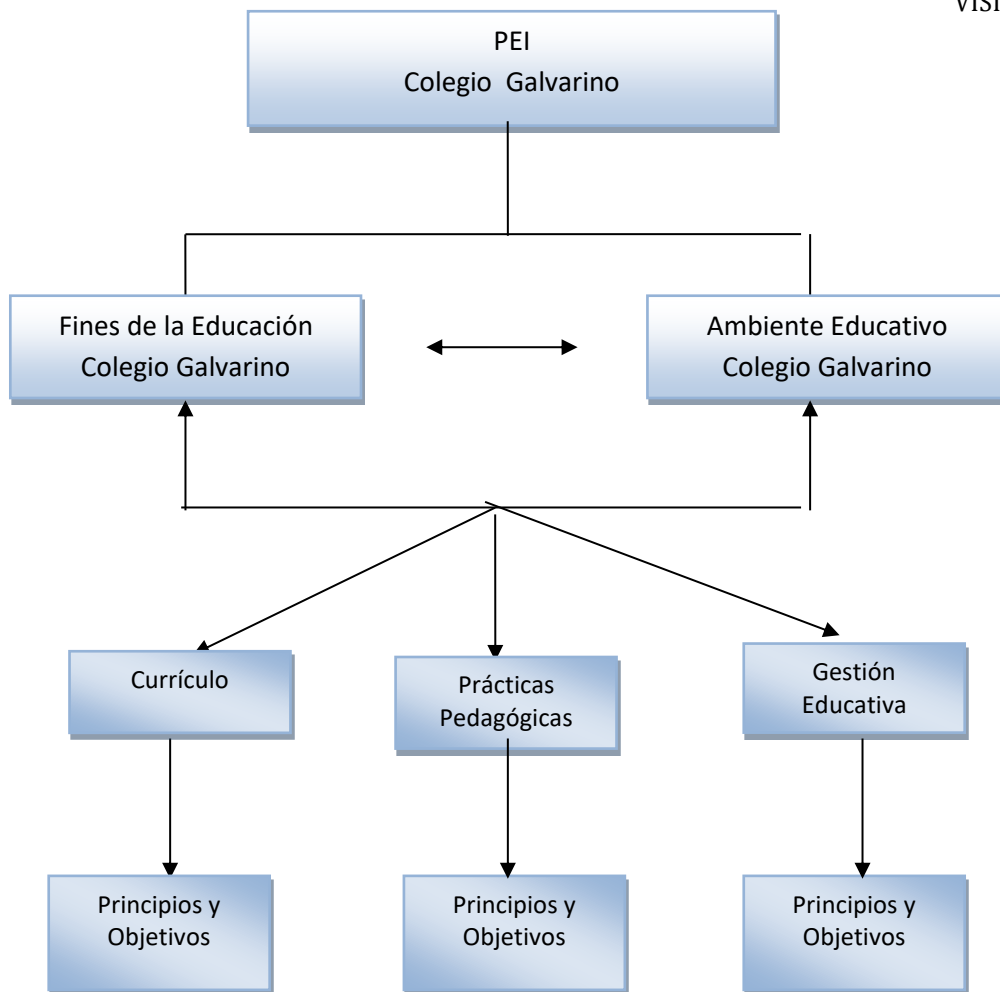 PEI
Colegio Galvarino
Fines de la Educación
Colegio Galvarino
Ambiente Educativo
Colegio Galvarino
Currículo
Prácticas
Pedagógicas
Gestión
Educativa
Principios y
Objetivos
Principios y
Objetivos
Principios y
Objetivos